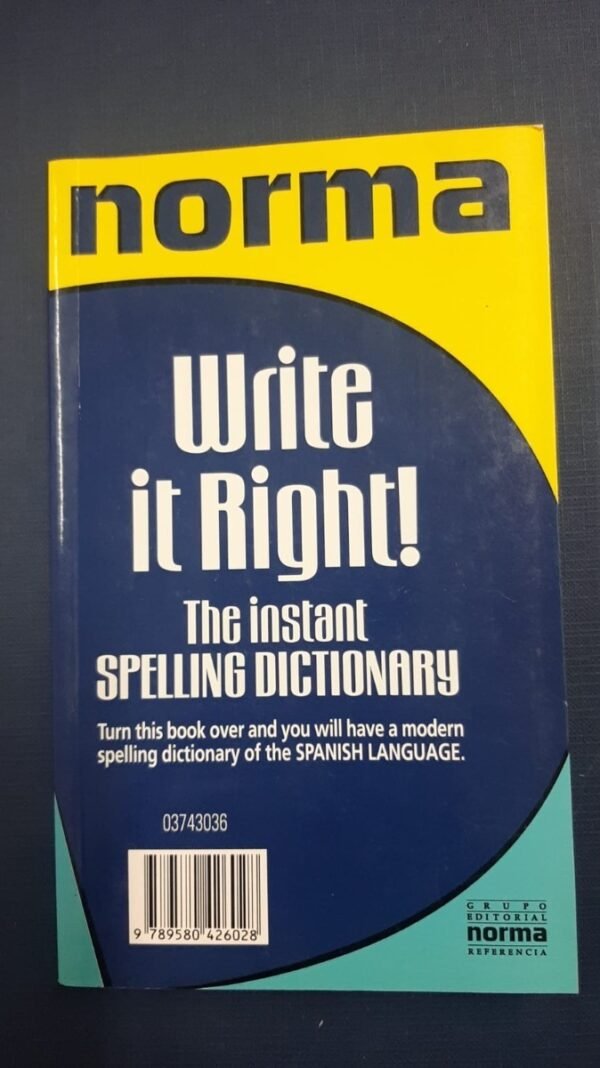 norma
Write
it Right!
The instant
SPELLING DICTIONARY
Turn this book over and you will have a modern
spelling dictionary of the SPANISH LANGUAGE.
03743036
9 789580 426028
GRUPO
EDITORIAL
norma
REFERENCIA